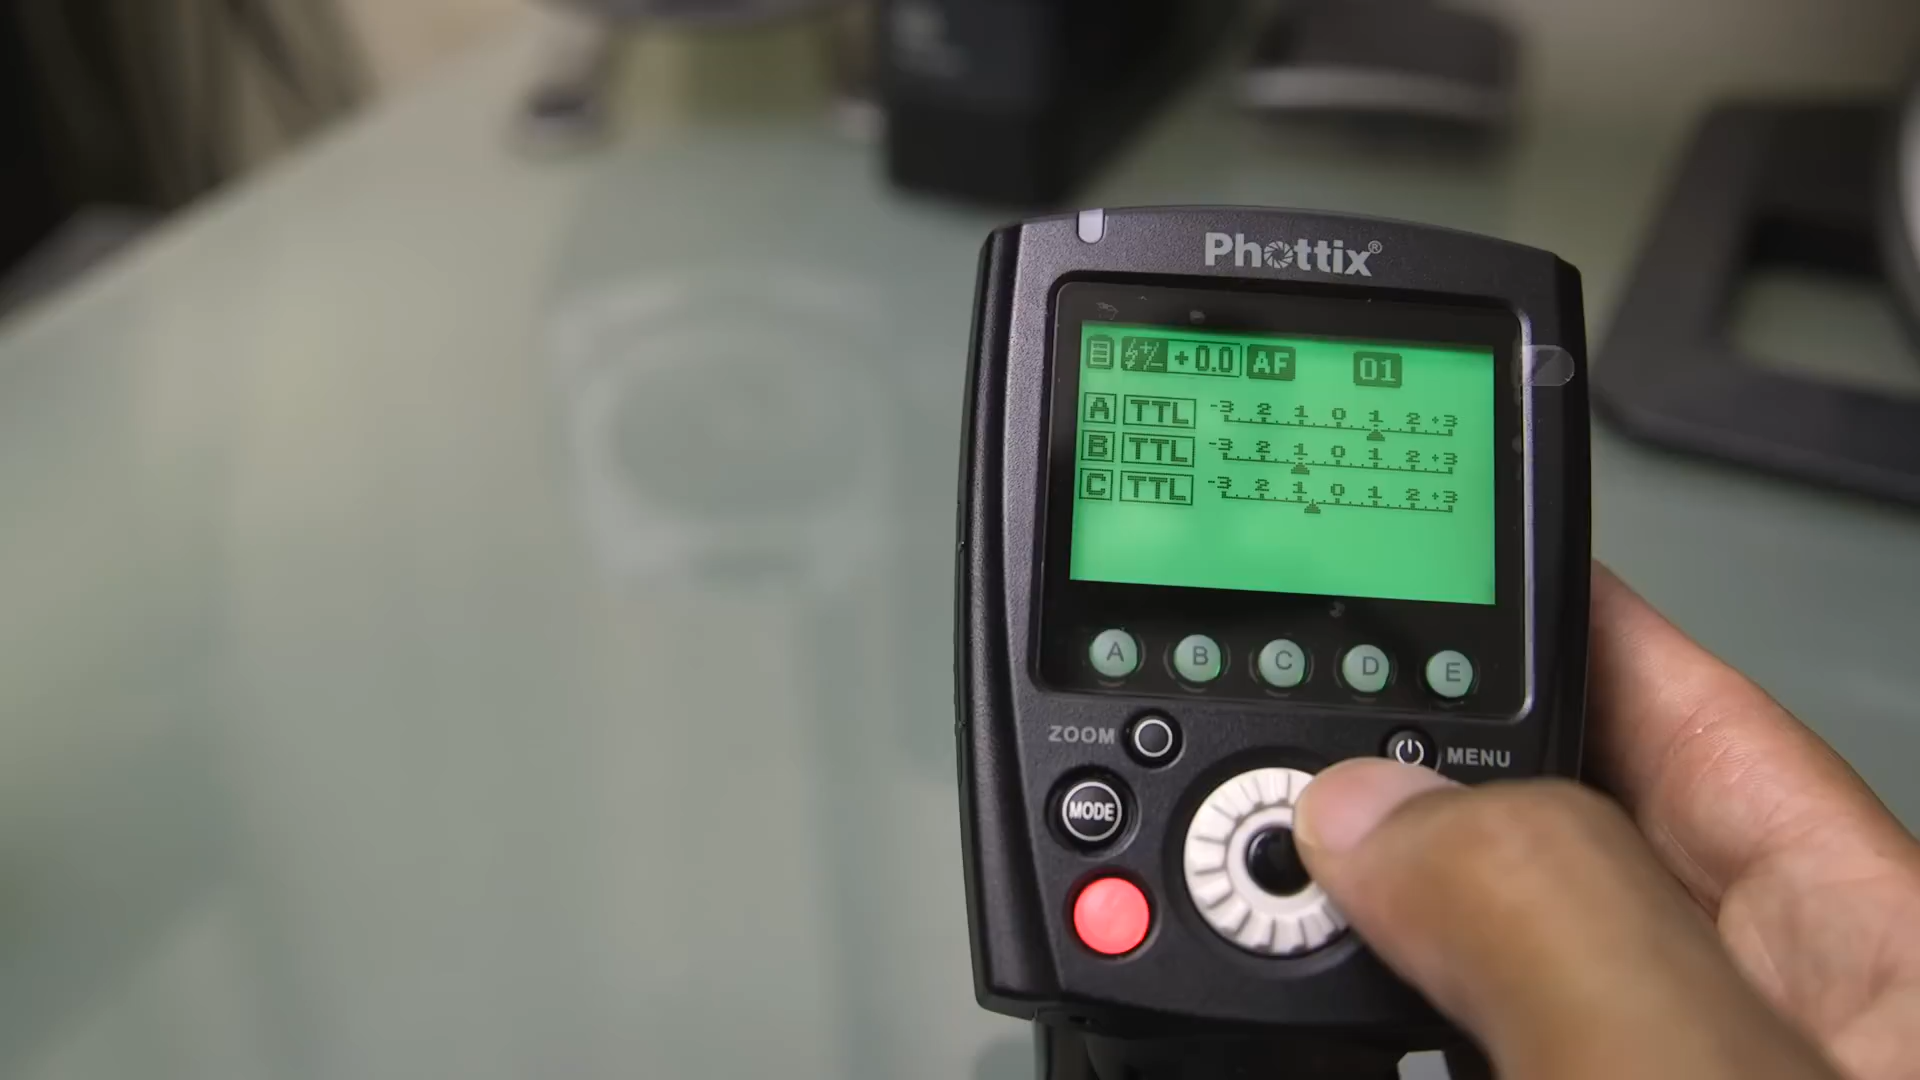 Phottix®
+0.0 AF 01
A TTL -3 2 1 0 1 2 +3
B TTL -3 2 1 0 1 2 +3
C TTL -3 2 1 0 1 2 +3
A B C D E
ZOOM MENU
MODE